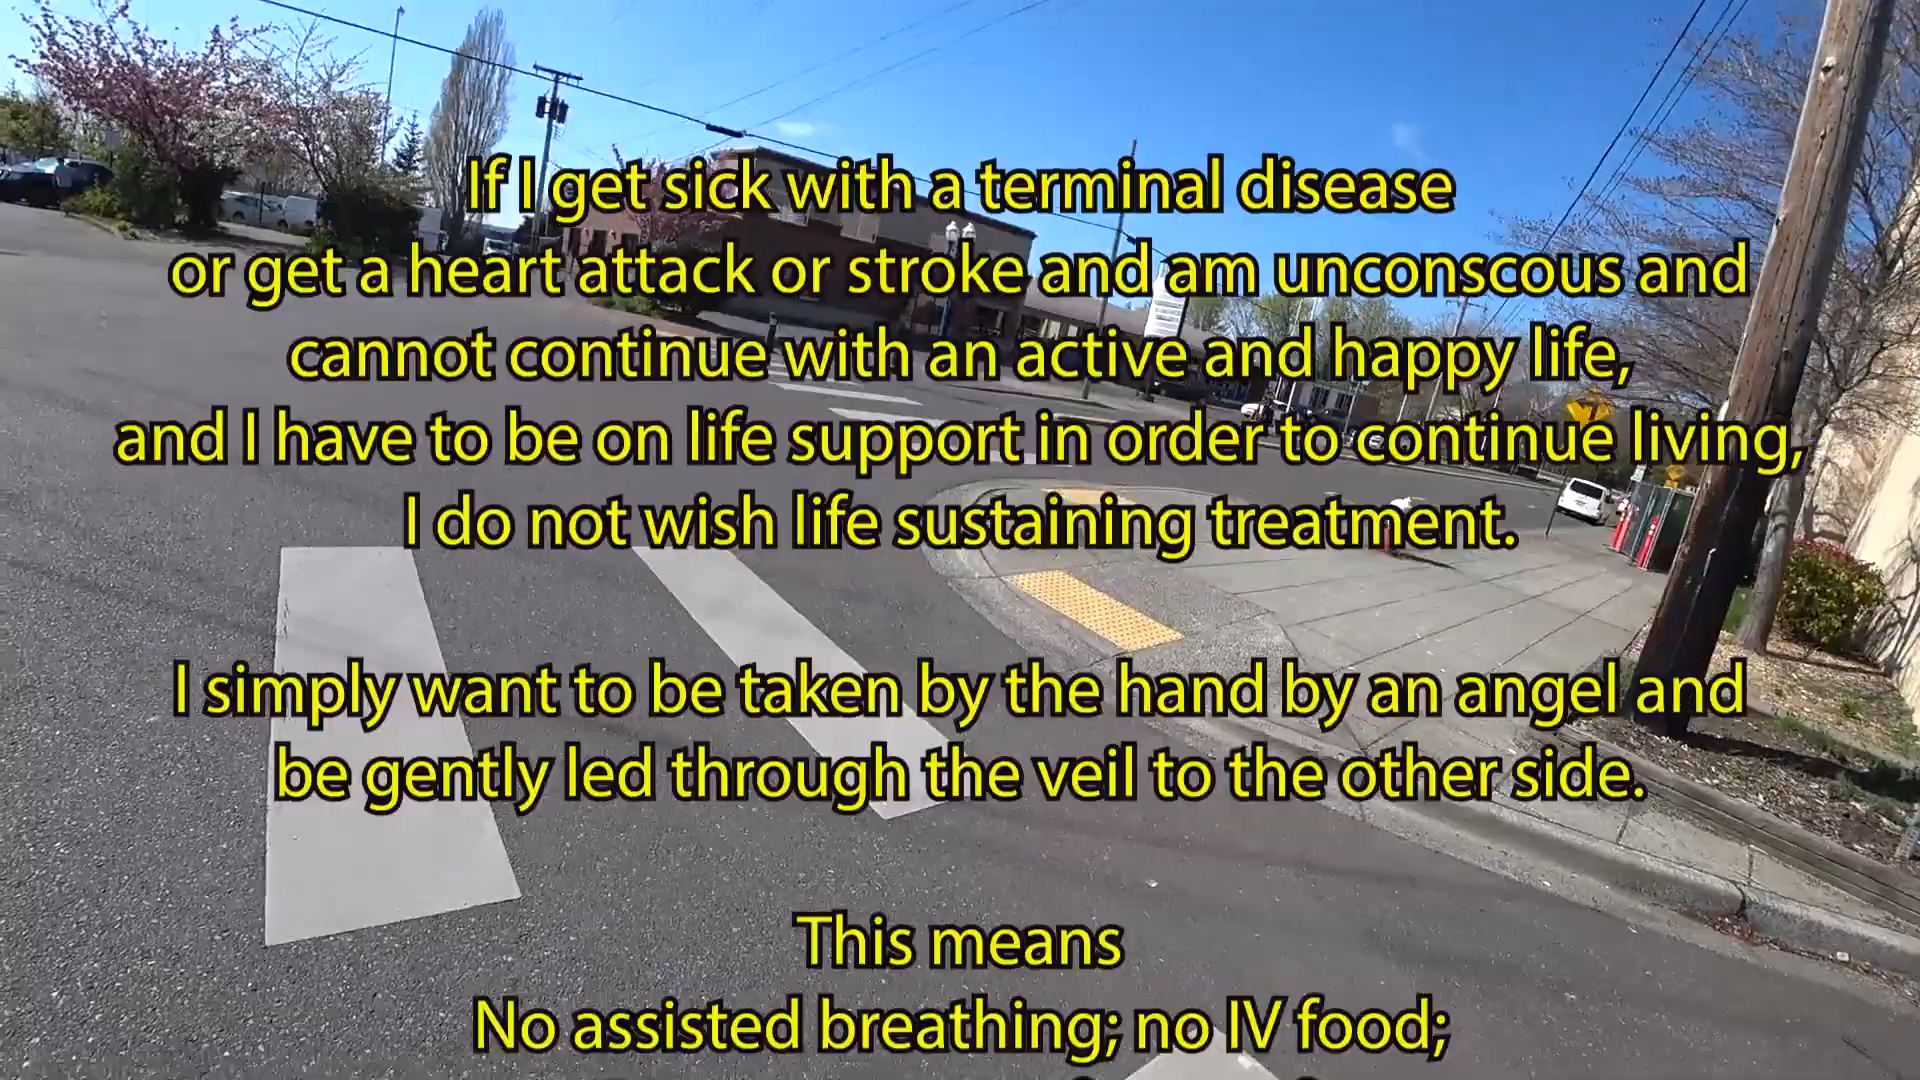 If I get sick with a terminal disease
or get a heart attack or stroke and am unconscous and
cannot continue with an active and happy life,
and I have to be on life support in order to continue living,
I do not wish life sustaining treatment.
I simply want to be taken by the hand by an angel and
be gently led through the veil to the other side.
This means
No assisted breathing; no IV food;